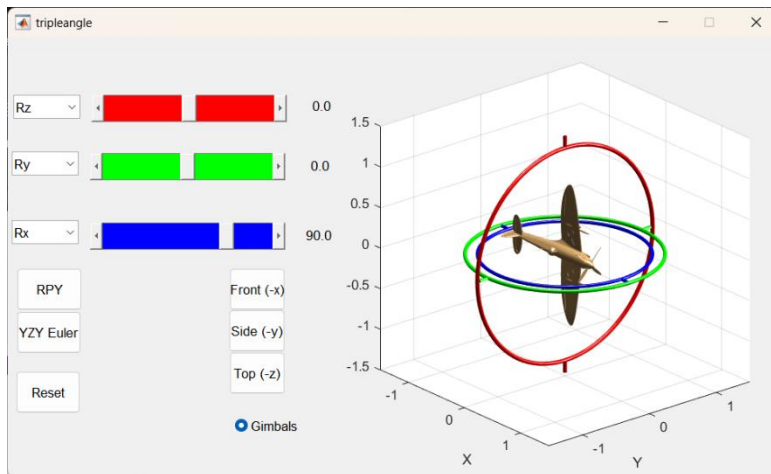 tripleangle
Rz 0.0
Ry 0.0
Rx 90.0
RPY
YZY Euler
Reset
Front (-x)
Side (-y)
Top (-z)
Gimbals
1.5
1
0.5
0
-0.5
-1
-1.5
-1
0
1
X
-1
0
1
Y